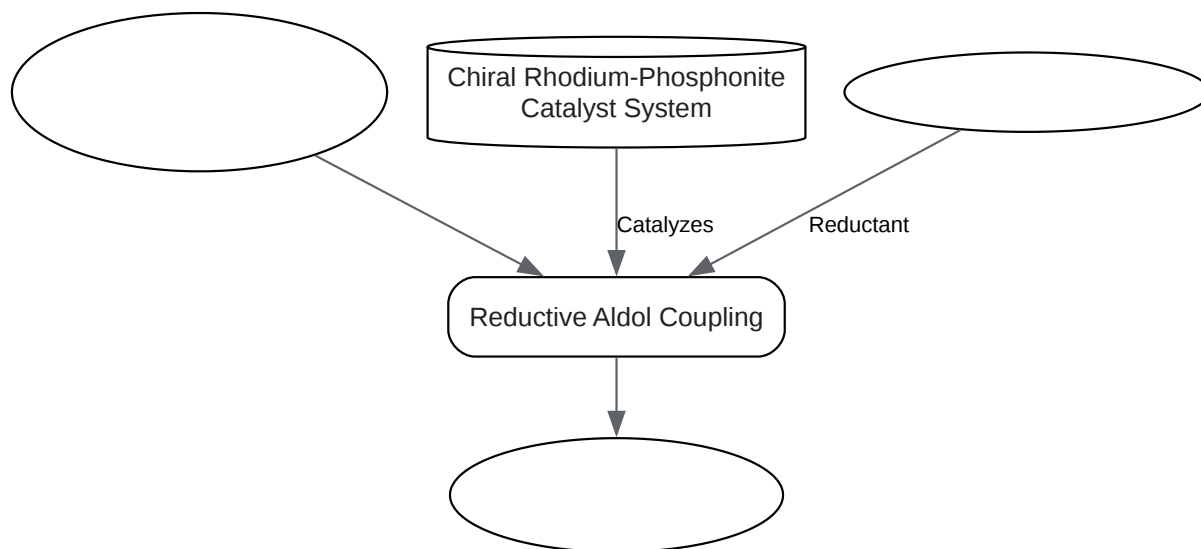 Chiral Rhodium-Phosphonite
Catalyst System
Catalyzes
Reductant
Reductive Aldol Coupling